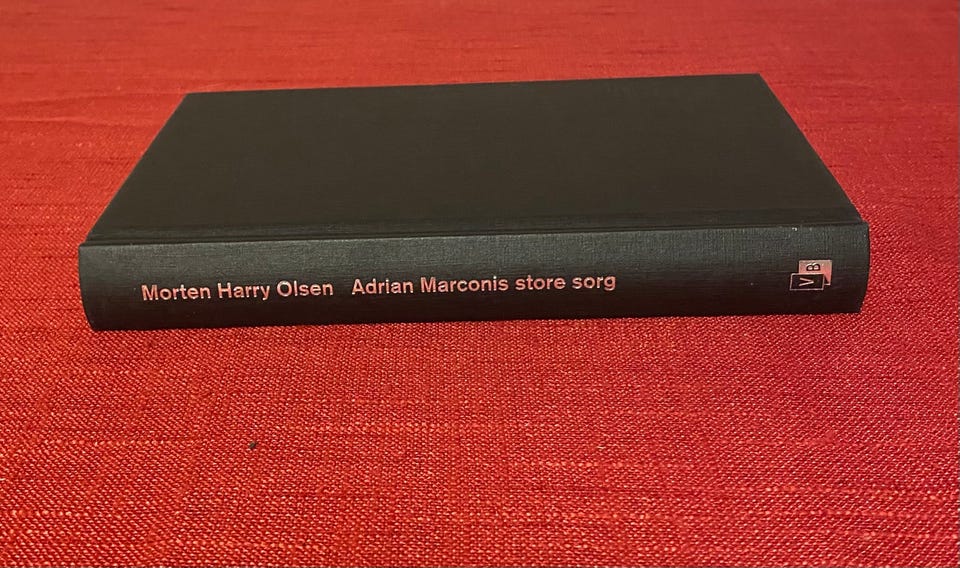 Morten Harry Olsen Adrian Marconis store sorg
VB